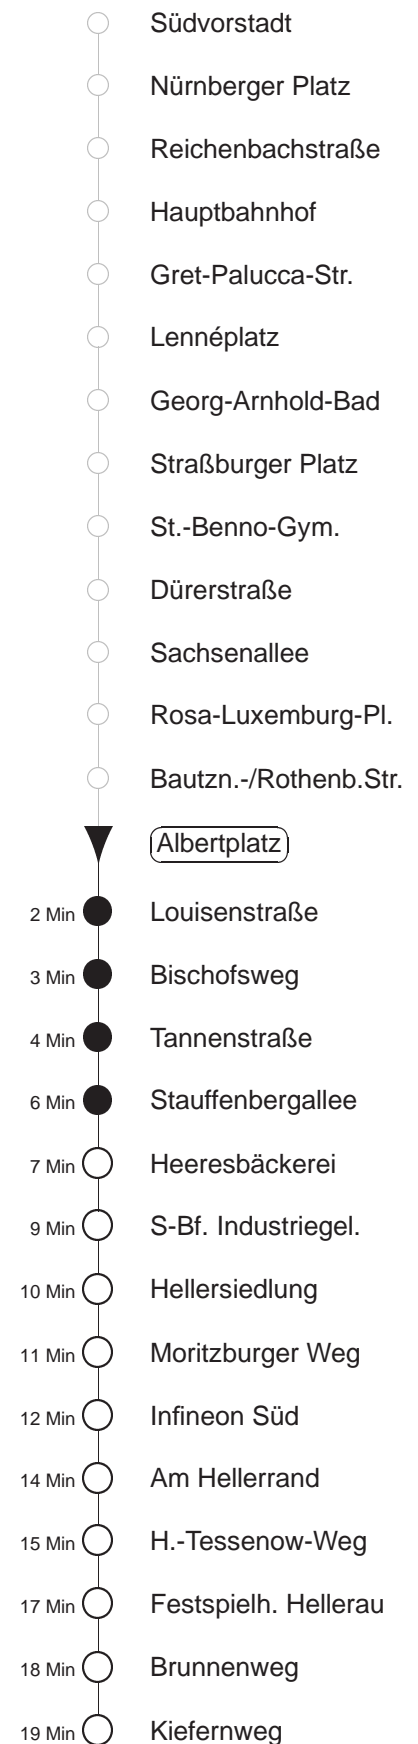 Südvorstadt
Nürnberger Platz
Reichenbachstraße
Hauptbahnhof
Gret-Palucca-Str.
Lennéplatz
Georg-Arnhold-Bad
Straßburger Platz
St.-Benno-Gym.
Dürerstraße
Sachsenallee
Rosa-Luxemburg-Pl.
Bautzn.-/Rothenb.Str.
Albertplatz
2 Min Louisenstraße
3 Min Bischofsweg
4 Min Tannenstraße
6 Min Stauffenbergallee
7 Min Heeresbäckerei
9 Min S-Bf. Industriegel.
10 Min Hellersiedlung
11 Min Moritzburger Weg
12 Min Infineon Süd
14 Min Am Hellerrand
15 Min H.-Tessenow-Weg
17 Min Festspielh. Hellerau
18 Min Brunnenweg
19 Min Kiefernweg